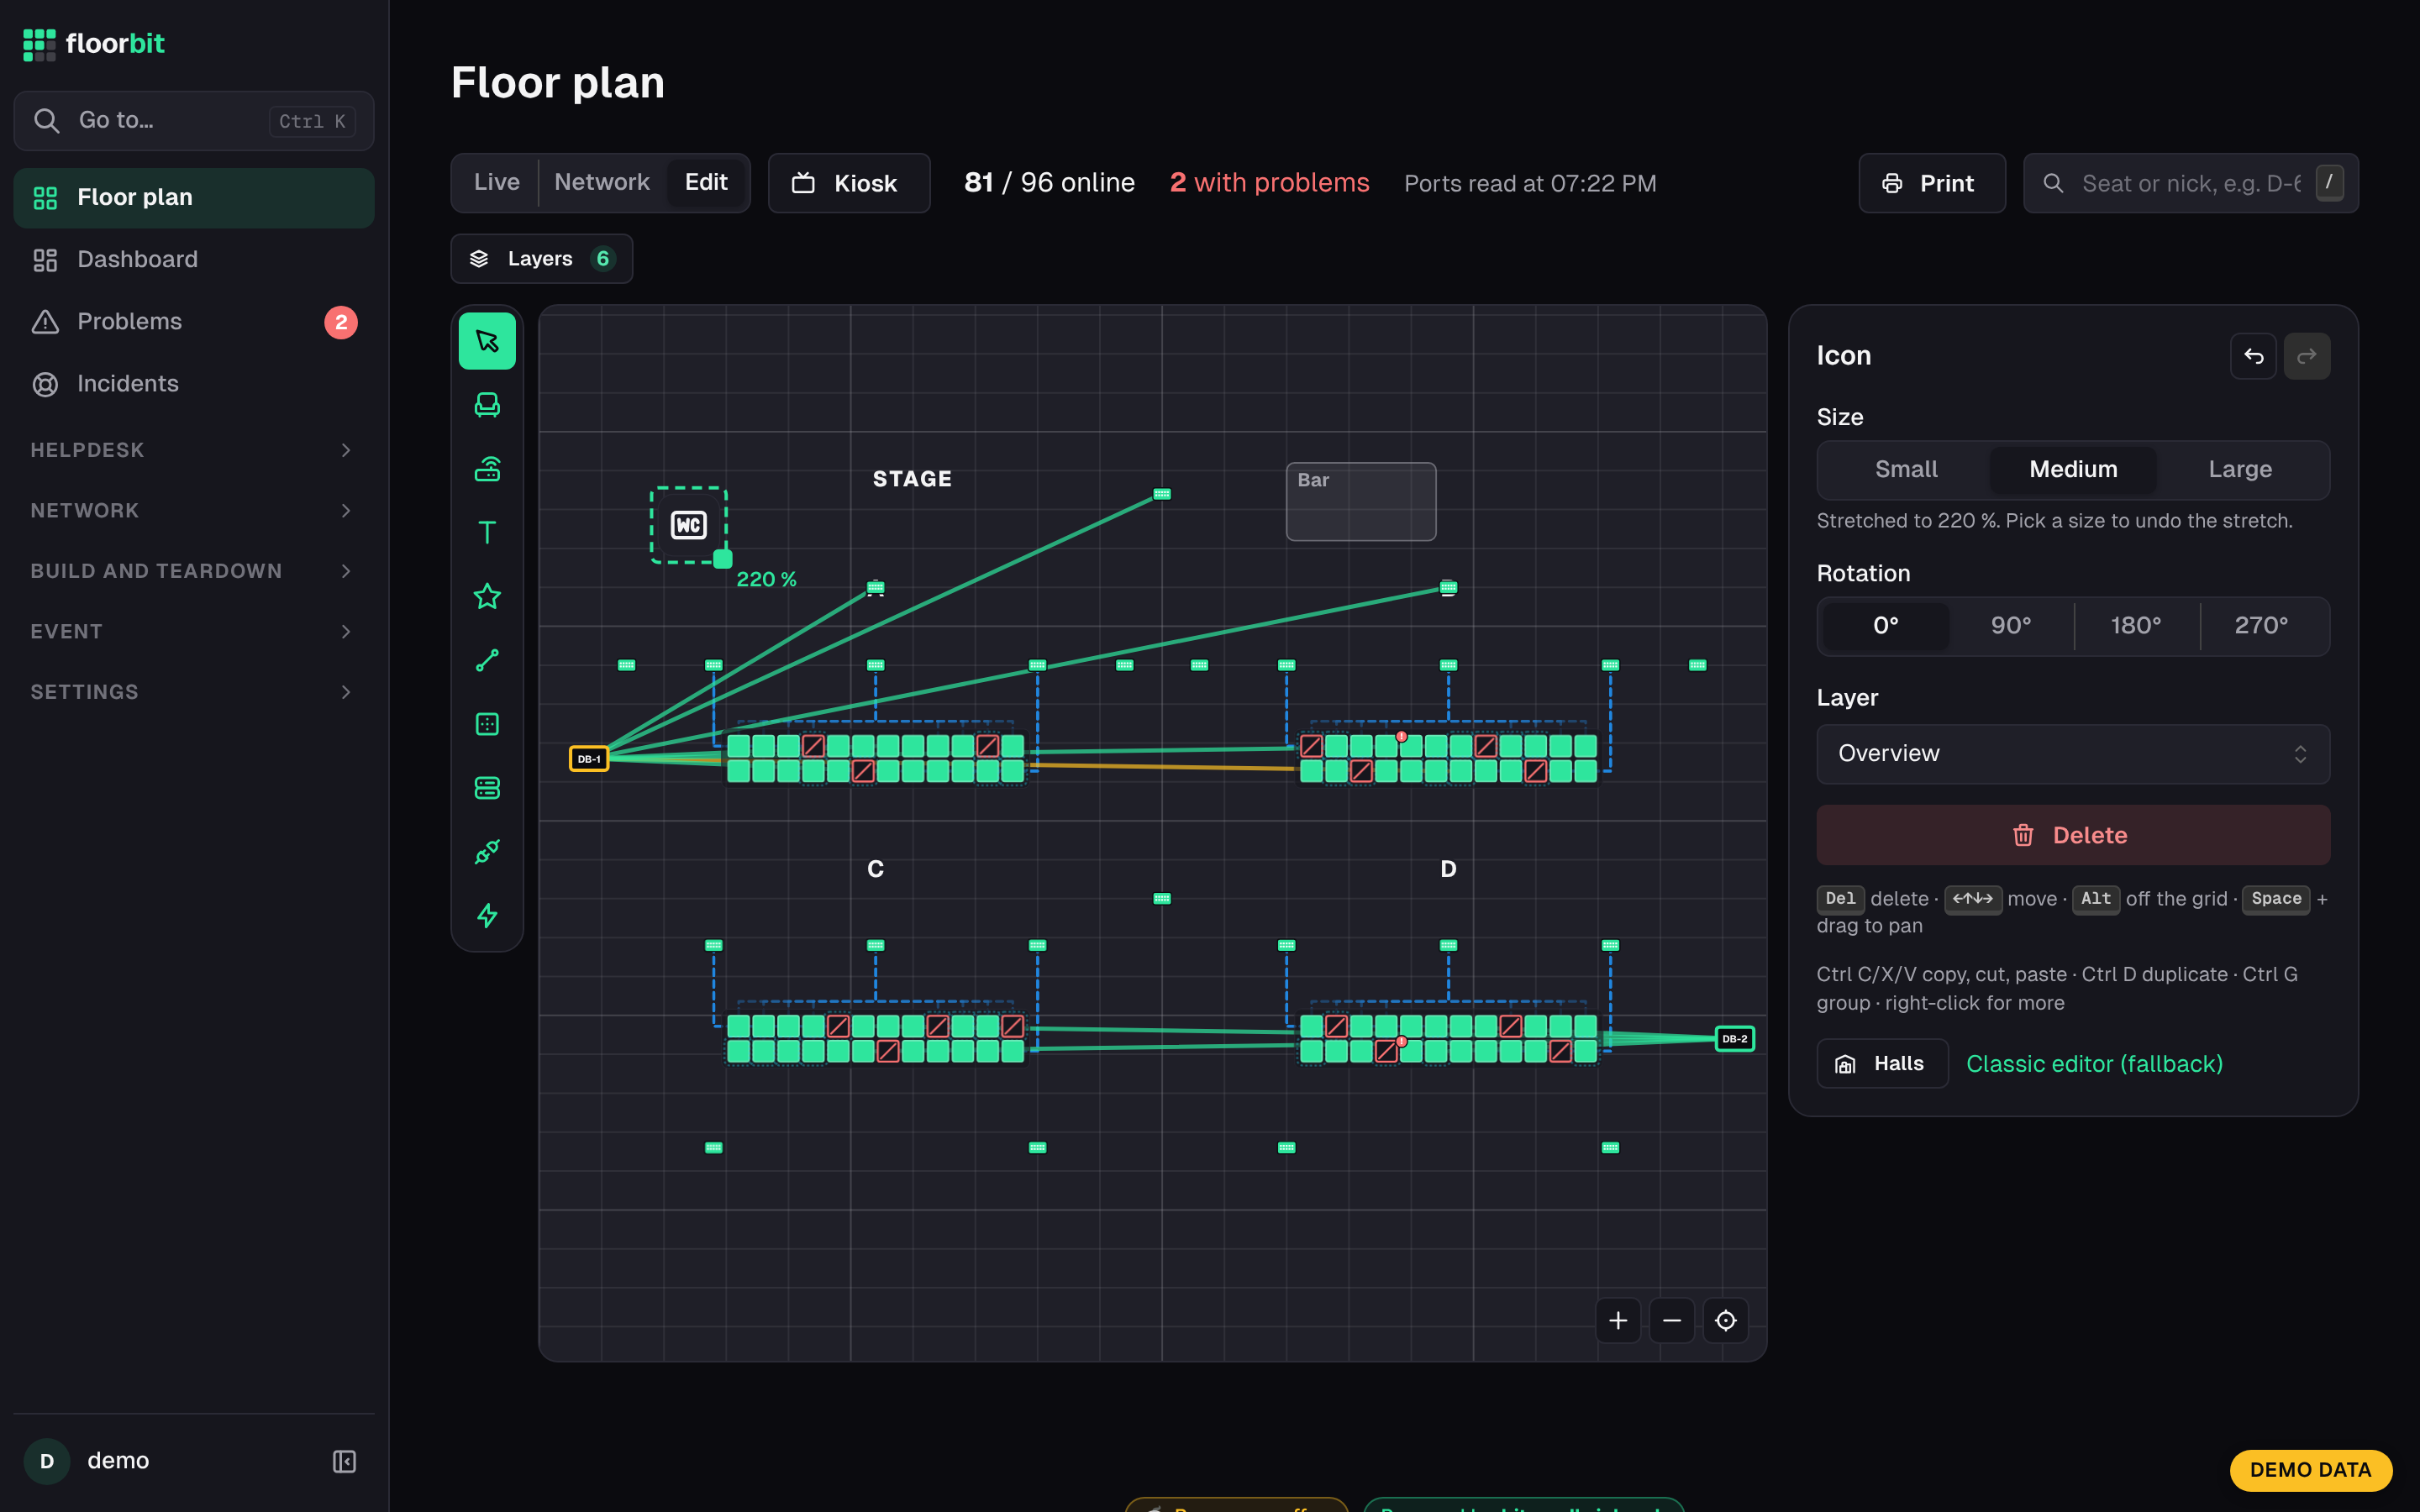 floorbit
Go to...
Ctrl K
Floor plan
Dashboard
Problems
2
Incidents
HELPDESK
NETWORK
BUILD AND TEARDOWN
EVENT
SETTINGS
D
demo
Floor plan
Live
Network
Edit
Kiosk
81 / 96 online
2 with problems
Ports read at 07:22 PM
Print
Seat or nick, e.g. D-6
/
Layers
6
STAGE
Bar
WC
220 %
DB-1
C
D
DB-2
Icon
Size
Small
Medium
Large
Stretched to 220 %. Pick a size to undo the stretch.
Rotation
0°
90°
180°
270°
Layer
Overview
Delete
Del delete · ←↑↓→ move · Alt off the grid · Space +
drag to pan
Ctrl C/X/V copy, cut, paste · Ctrl D duplicate · Ctrl G
group · right-click for more
Halls
Classic editor (fallback)
DEMO DATA